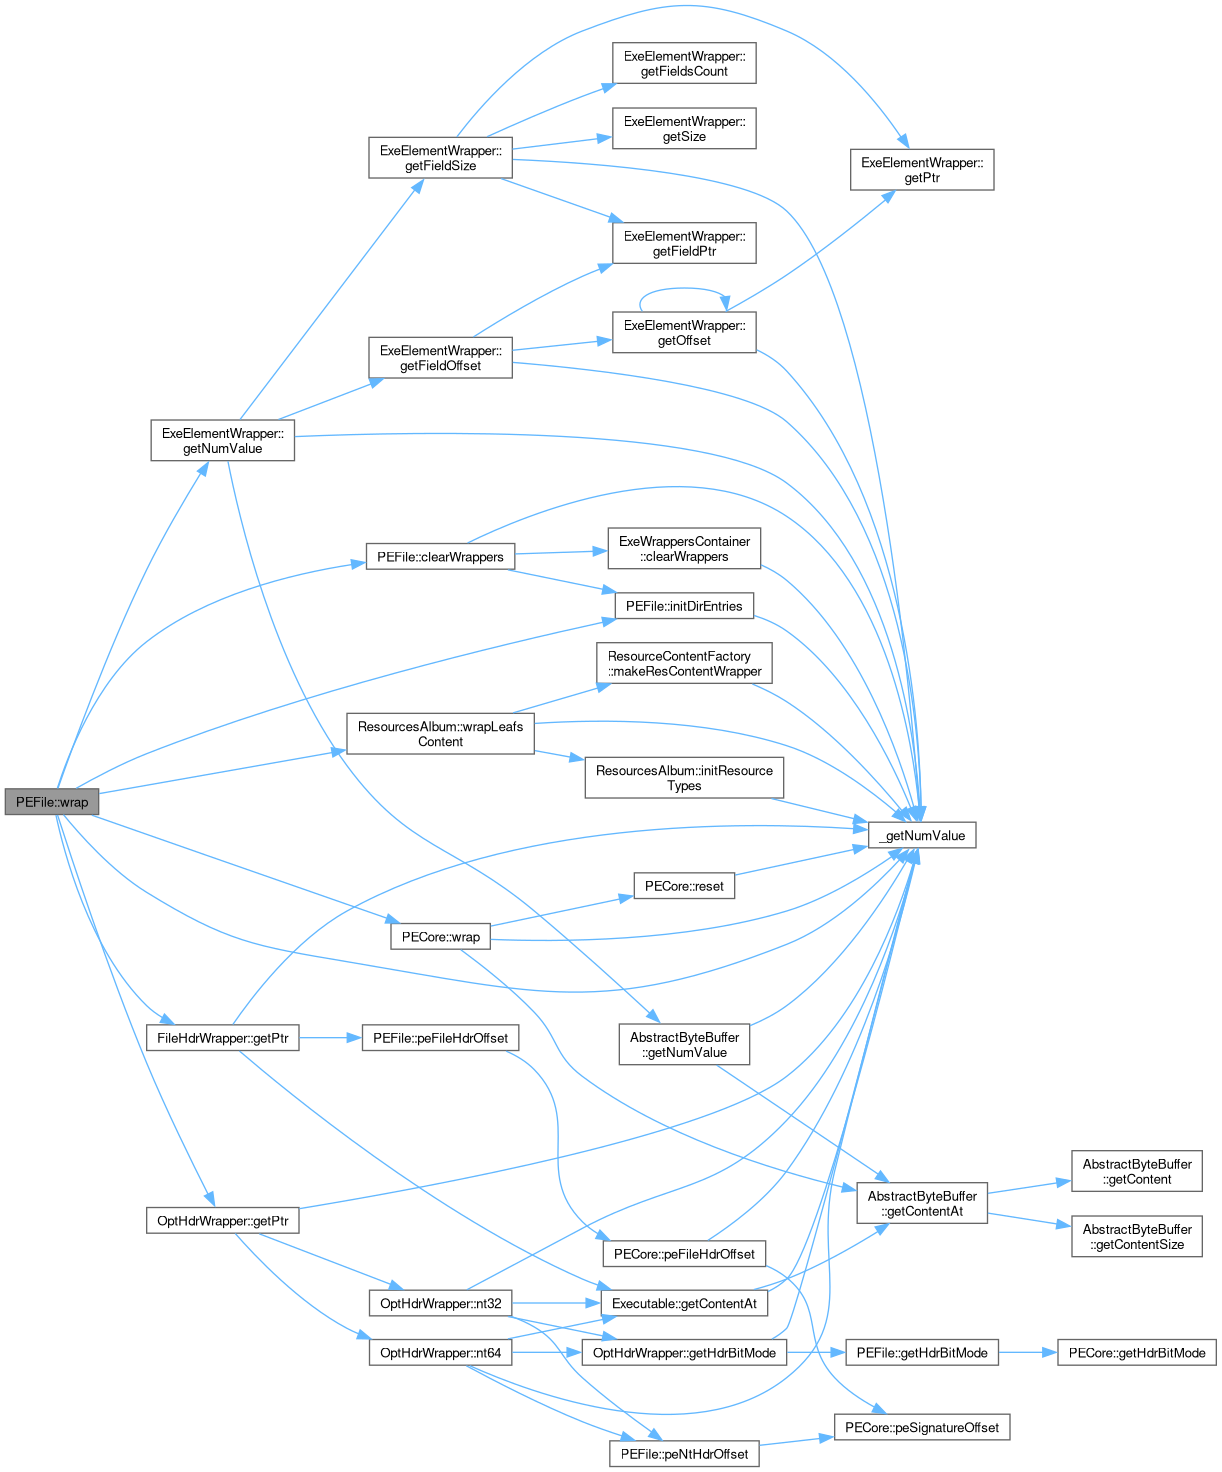 ExeElementWrapper::
getFieldsCount
ExeElementWrapper::
getSize
ExeElementWrapper::
getFieldSize
ExeElementWrapper::
getPtr
ExeElementWrapper::
getFieldPtr
ExeElementWrapper::
getOffset
ExeElementWrapper::
getFieldOffset
ExeElementWrapper::
getNumValue
PEFile::clearWrappers
ExeWrappersContainer
::clearWrappers
PEFile::initDirEntries
ResourceContentFactory
::makeResContentWrapper
ResourcesAlbum::wrapLeafs
Content
ResourcesAlbum::initResource
Types
PEFile::wrap
_getNumValue
PECore::reset
PECore::wrap
FileHdrWrapper::getPtr
PEFile::peFileHdrOffset
AbstractByteBuffer
::getNumValue
AbstractByteBuffer
::getContent
AbstractByteBuffer
::getContentAt
OptHdrWrapper::getPtr
AbstractByteBuffer
::getContentSize
PECore::peFileHdrOffset
OptHdrWrapper::nt32
Executable::getContentAt
OptHdrWrapper::nt64
OptHdrWrapper::getHdrBitMode
PEFile::getHdrBitMode
PECore::getHdrBitMode
PECore::peSignatureOffset
PEFile::peNtHdrOffset